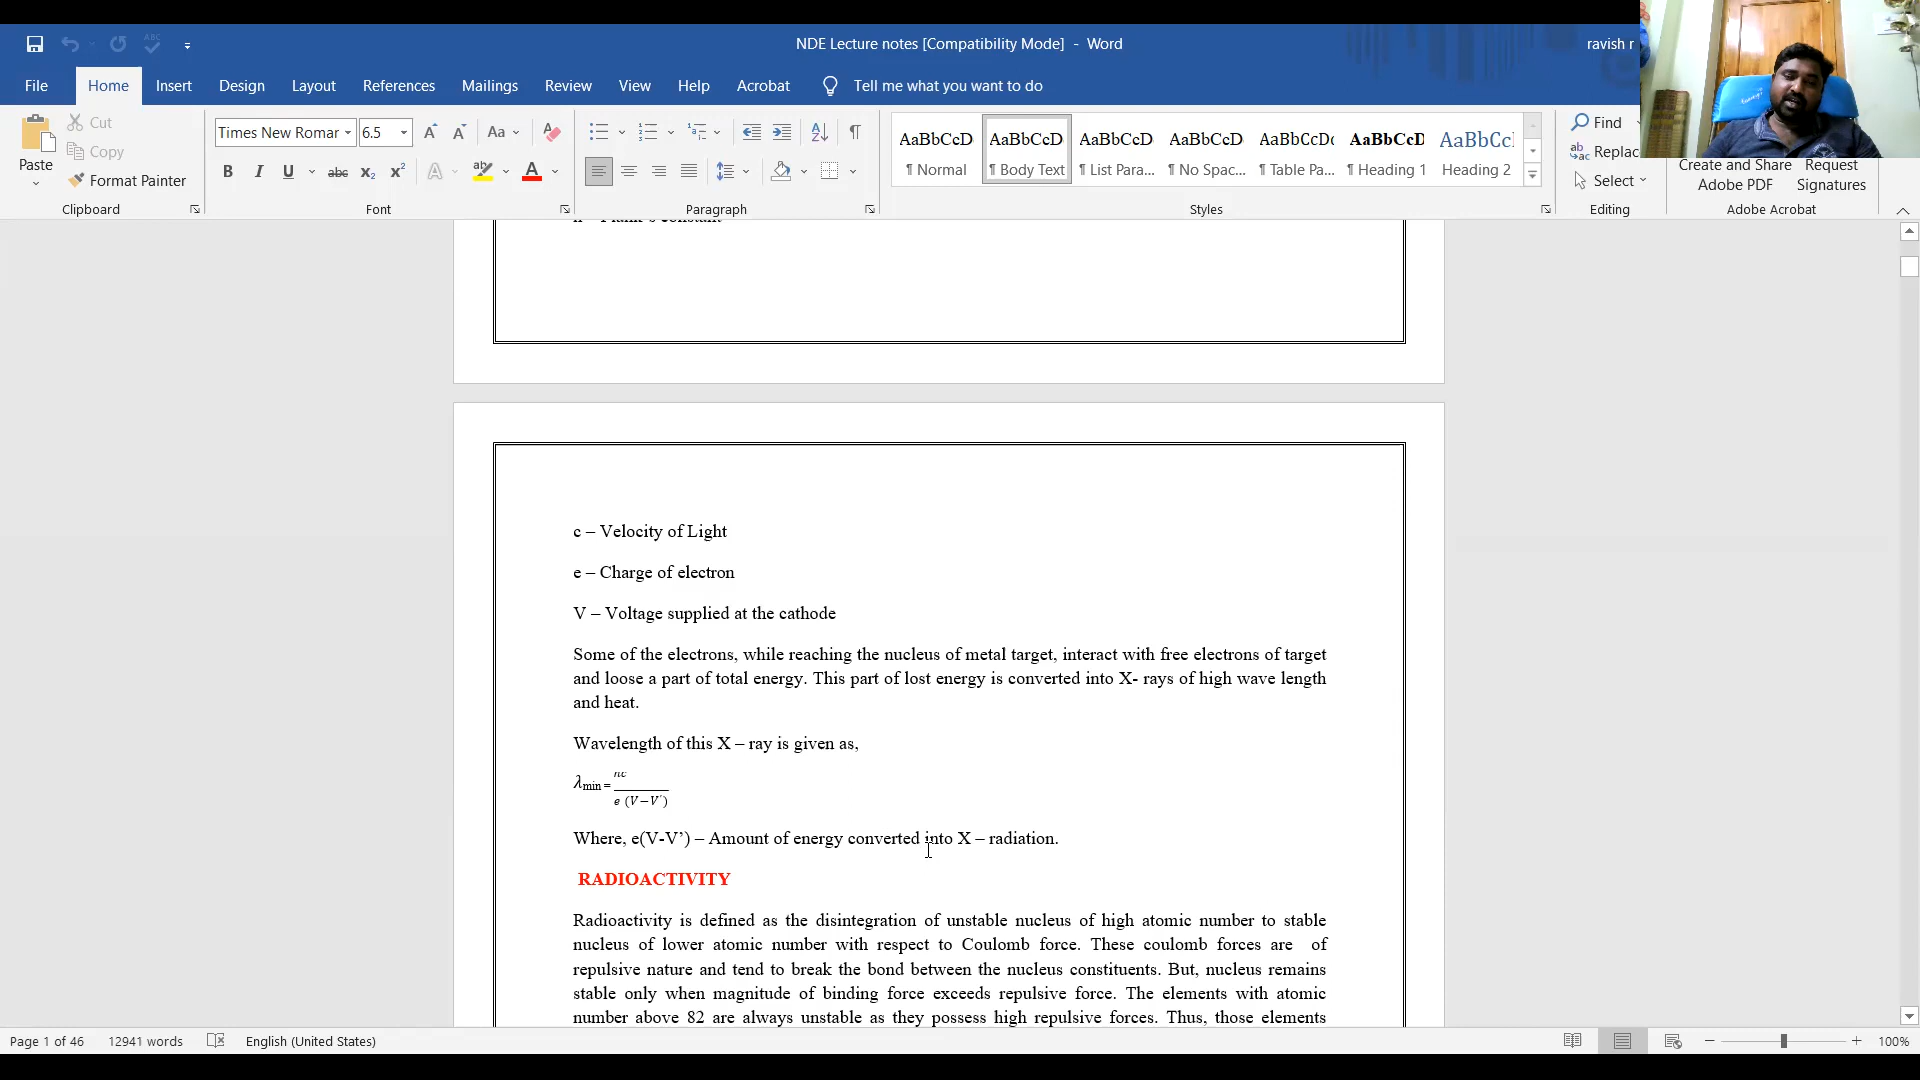 NDE Lecture notes [Compatibility Mode] - Word
ravish r
File Home Insert Design Layout References Mailings Review View Help Acrobat Tell me what you want to do
Paste
Cut
Copy
Format Painter
Clipboard
Times New Roman 6.5
Font
Paragraph
AaBbCcD AaBbCcD AaBbCcD AaBbCcD AaBbCcDc AaBbCcD AaBbCcI
¶ Normal ¶ Body Text ¶ List Para... ¶ No Spac... ¶ Table Pa... ¶ Heading 1 Heading 2
Styles
Find
Replac
Select
Editing
Create and Share
Adobe PDF
Request
Signatures
Adobe Acrobat
c – Velocity of Light
e – Charge of electron
V – Voltage supplied at the cathode
Some of the electrons, while reaching the nucleus of metal target, interact with free electrons of target
and loose a part of total energy. This part of lost energy is converted into X- rays of high wave length
and heat.
Wavelength of this X – ray is given as,
λmin = hc
e (V−V′)
Where, e(V-V’) – Amount of energy converted into X – radiation.
RADIOACTIVITY
Radioactivity is defined as the disintegration of unstable nucleus of high atomic number to stable
nucleus of lower atomic number with respect to Coulomb force. These coulomb forces are of
repulsive nature and tend to break the bond between the nucleus constituents. But, nucleus remains
stable only when magnitude of binding force exceeds repulsive force. The elements with atomic
number above 82 are always unstable as they possess high repulsive forces. Thus, those elements
Page 1 of 46 12941 words English (United States) 100%